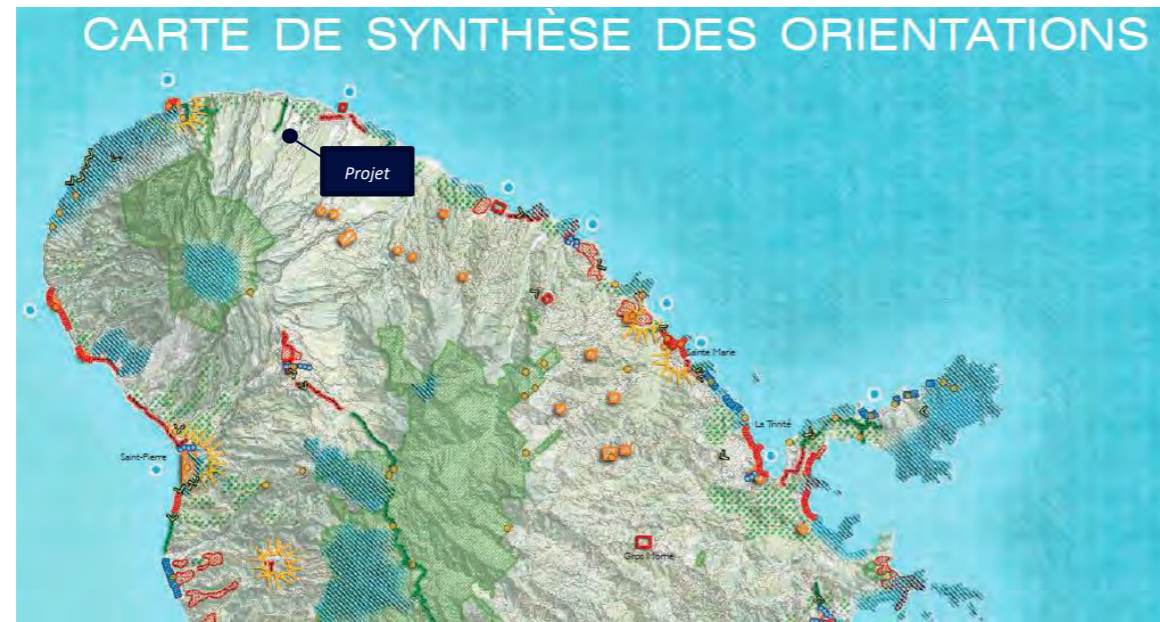 CARTE DE SYNTHÈSE DES ORIENTATIONS
Projet
Sainte Marie
La Trinité
Saint-Pierre
Gros Morne